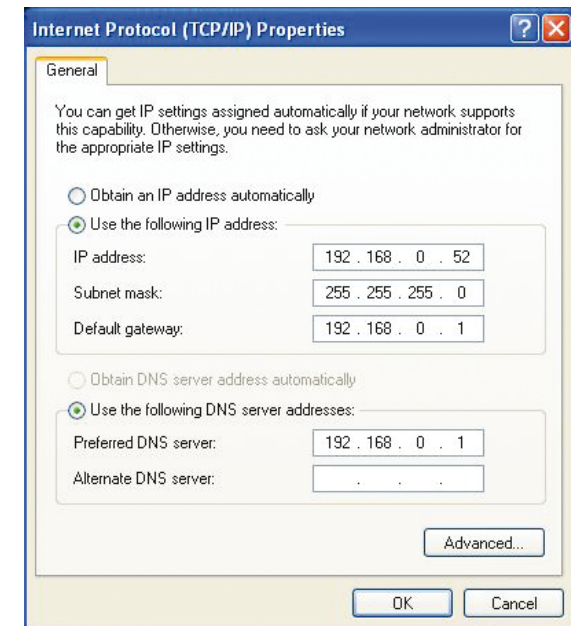 Internet Protocol (TCP/IP) Properties
General
You can get IP settings assigned automatically if your network supports
this capability. Otherwise, you need to ask your network administrator for
the appropriate IP settings.
Obtain an IP address automatically
Use the following IP address:
IP address: 192 . 168 . 0 . 52
Subnet mask: 255 . 255 . 255 . 0
Default gateway: 192 . 168 . 0 . 1
Obtain DNS server address automatically
Use the following DNS server addresses:
Preferred DNS server: 192 . 168 . 0 . 1
Alternate DNS server: . . .
Advanced...
OK Cancel